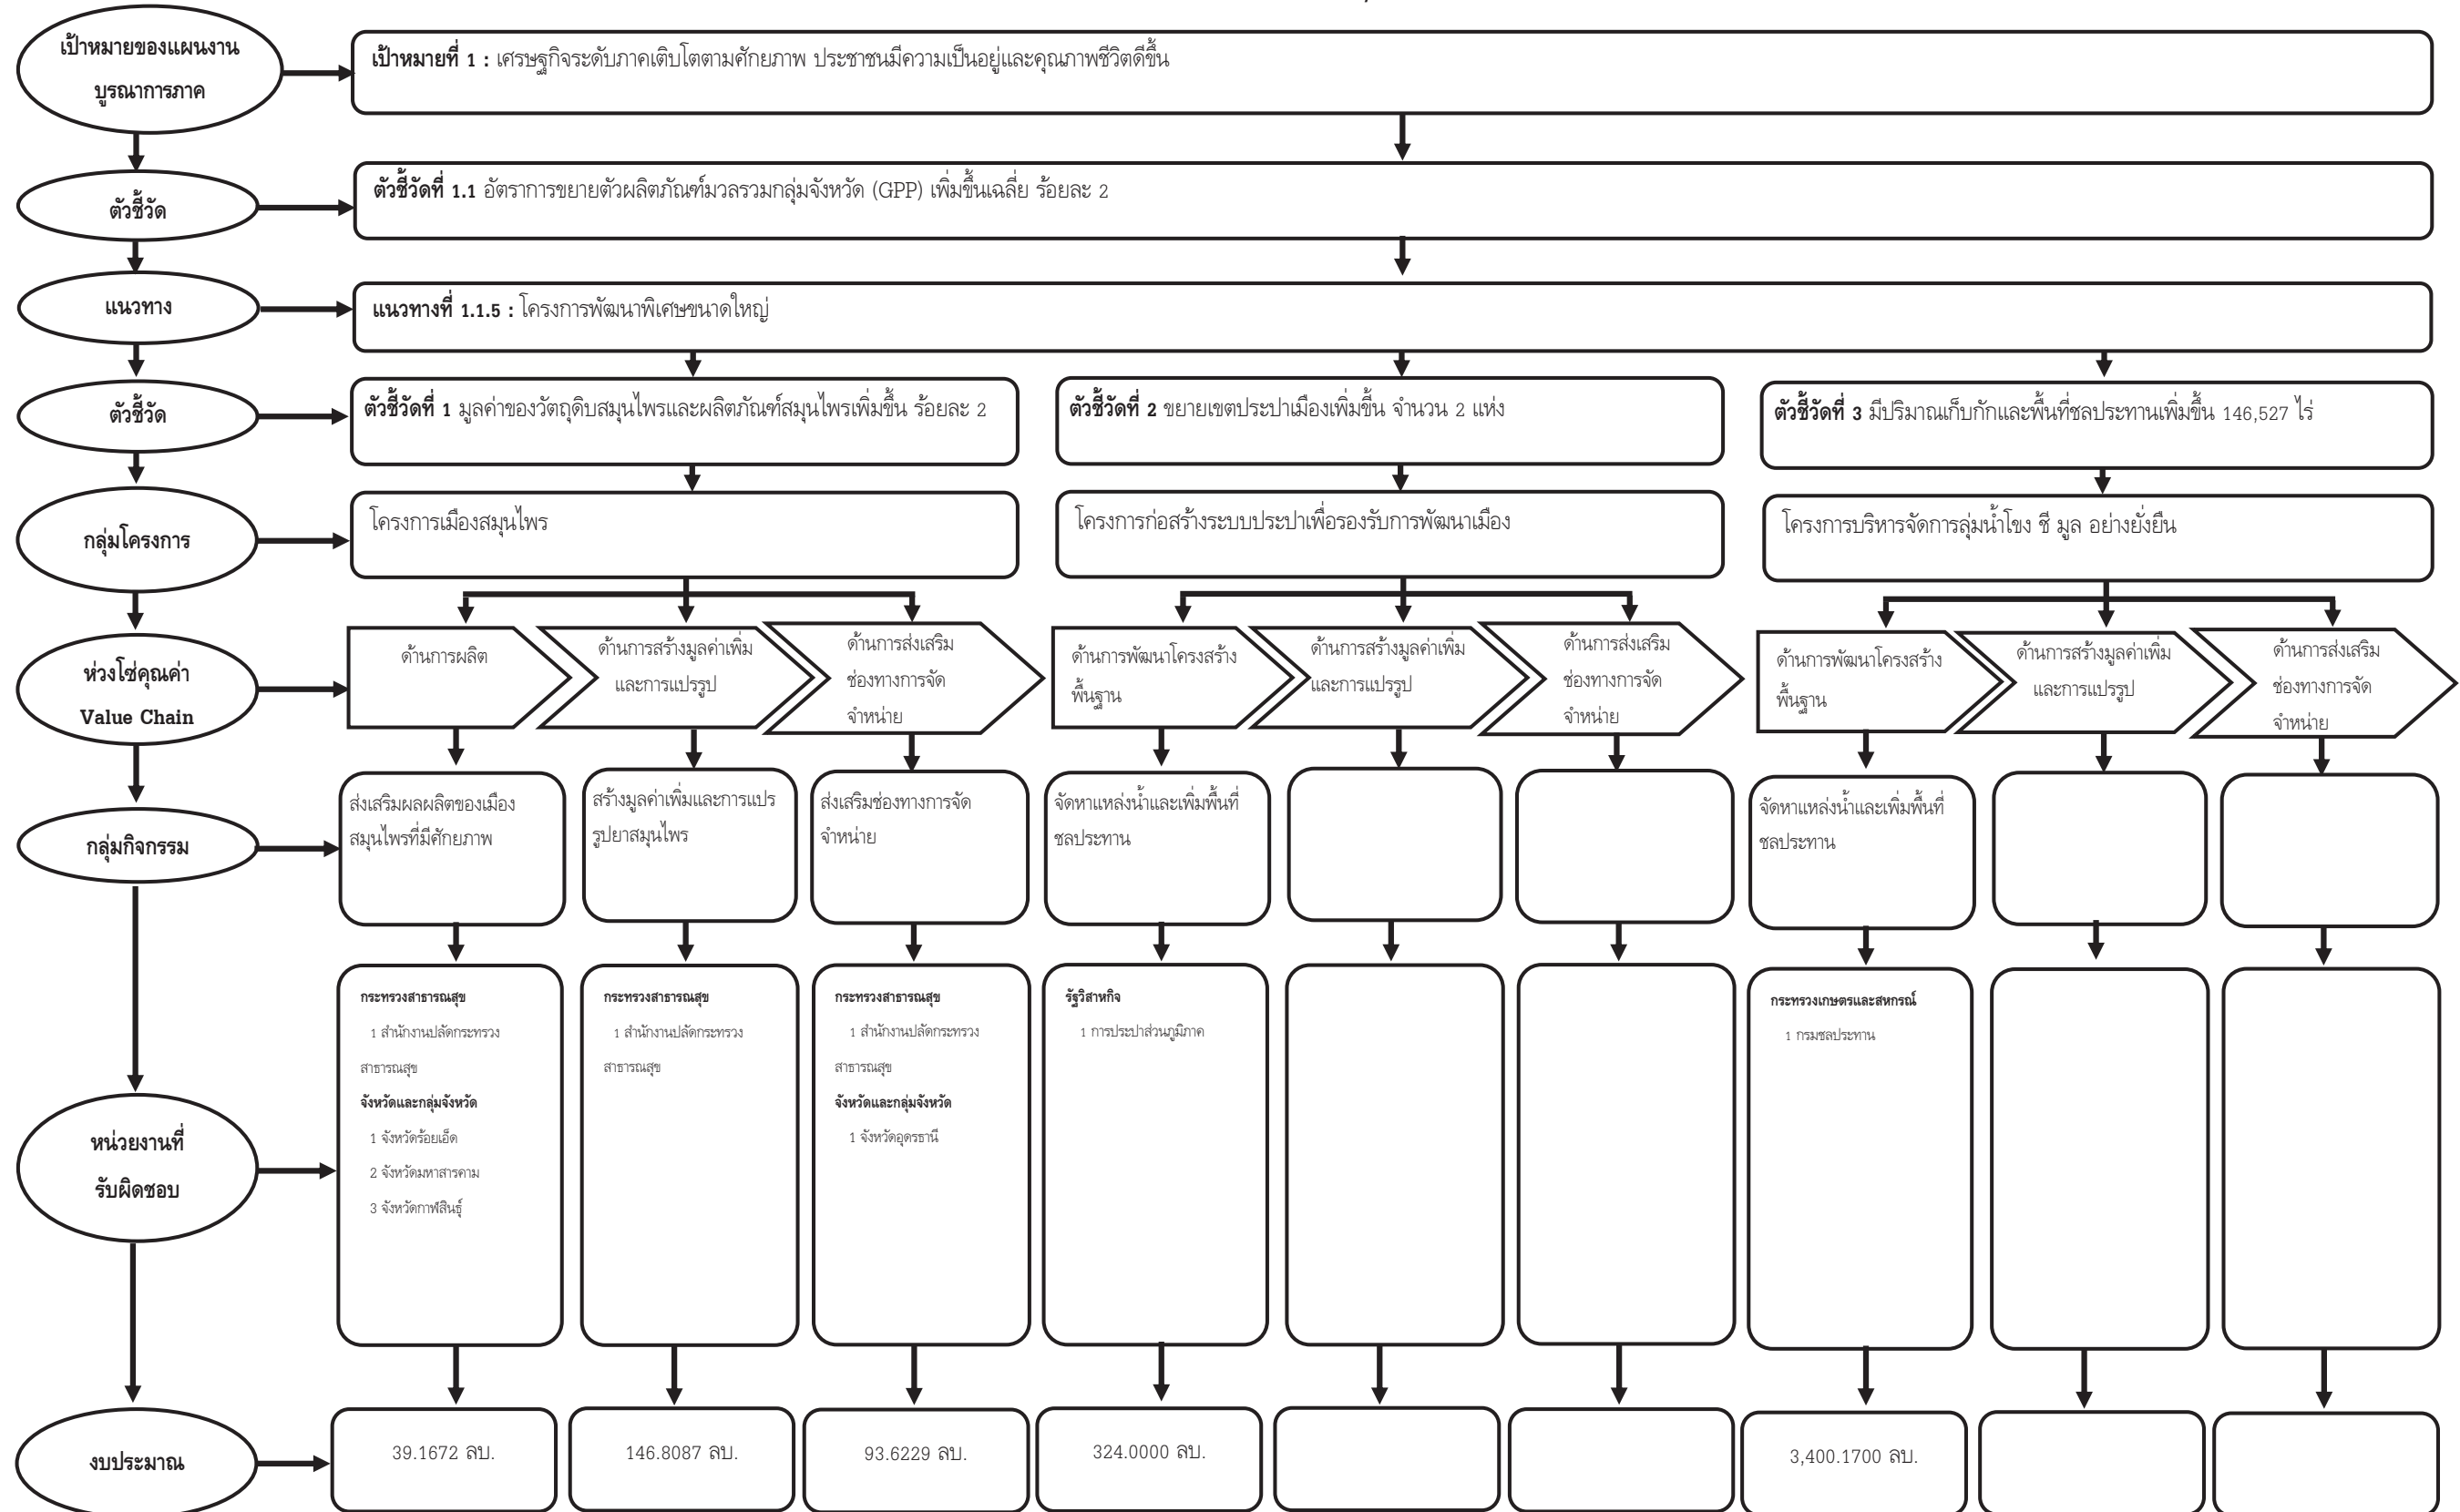 เป้าหมายของแผนงาน
บูรณาการภาค
เป้าหมายที่ 1 : เศรษฐกิจระดับภาคเติบโตตามศักยภาพ ประชาชนมีความเป็นอยู่และคุณภาพชีวิตดีขึ้น
ตัวชี้วัด
ตัวชี้วัดที่ 1.1 อัตราการขยายตัวผลิตภัณฑ์มวลรวมกลุ่มจังหวัด (GPP) เพิ่มขึ้นเฉลี่ย ร้อยละ 2
แนวทาง
แนวทางที่ 1.1.5 : โครงการพัฒนาพิเศษขนาดใหญ่
ตัวชี้วัด
ตัวชี้วัดที่ 1 มูลค่าของวัตถุดิบสมุนไพรและผลิตภัณฑ์สมุนไพรเพิ่มขึ้น ร้อยละ 2
ตัวชี้วัดที่ 2 ขยายเขตประปาเมืองเพิ่มขึ้น จำนวน 2 แห่ง
ตัวชี้วัดที่ 3 มีปริมาณเก็บกักและพื้นที่ชลประทานเพิ่มขึ้น 146,527 ไร่
กลุ่มโครงการ
โครงการเมืองสมุนไพร
โครงการก่อสร้างระบบประปาเพื่อรองรับการพัฒนาเมือง
โครงการบริหารจัดการลุ่มน้ำโขง ชี มูล อย่างยั่งยืน
ห่วงโซ่คุณค่า
Value Chain
ด้านการผลิต
ด้านการสร้างมูลค่าเพิ่ม
และการแปรรูป
ด้านการส่งเสริม
ช่องทางการจัด
จำหน่าย
ด้านการพัฒนาโครงสร้าง
พื้นฐาน
ด้านการสร้างมูลค่าเพิ่ม
และการแปรรูป
ด้านการส่งเสริม
ช่องทางการจัด
จำหน่าย
ด้านการพัฒนาโครงสร้าง
พื้นฐาน
ด้านการสร้างมูลค่าเพิ่ม
และการแปรรูป
ด้านการส่งเสริม
ช่องทางการจัด
จำหน่าย
กลุ่มกิจกรรม
ส่งเสริมผลผลิตของเมือง
สมุนไพรที่มีศักยภาพ
สร้างมูลค่าเพิ่มและการแปร
รูปยาสมุนไพร
ส่งเสริมช่องทางการจัด
จำหน่าย
จัดหาแหล่งน้ำและเพิ่มพื้นที่
ชลประทาน
จัดหาแหล่งน้ำและเพิ่มพื้นที่
ชลประทาน
หน่วยงานที่
รับผิดชอบ
กระทรวงสาธารณสุข
1 สำนักงานปลัดกระทรวง
สาธารณสุข
จังหวัดและกลุ่มจังหวัด
1 จังหวัดร้อยเอ็ด
2 จังหวัดมหาสารคาม
3 จังหวัดกาฬสินธุ์
กระทรวงสาธารณสุข
1 สำนักงานปลัดกระทรวง
สาธารณสุข
กระทรวงสาธารณสุข
1 สำนักงานปลัดกระทรวง
สาธารณสุข
จังหวัดและกลุ่มจังหวัด
1 จังหวัดอุดรธานี
รัฐวิสาหกิจ
1 การประปาส่วนภูมิภาค
กระทรวงเกษตรและสหกรณ์
1 กรมชลประทาน
งบประมาณ
39.1672 ลบ.
146.8087 ลบ.
93.6229 ลบ.
324.0000 ลบ.
3,400.1700 ลบ.